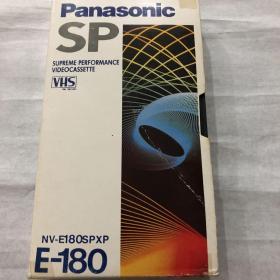 Panasonic
SP
SUPREME PERFORMANCE
VIDEOCASSETTE
VHS
NV-E180SPXP
E-180